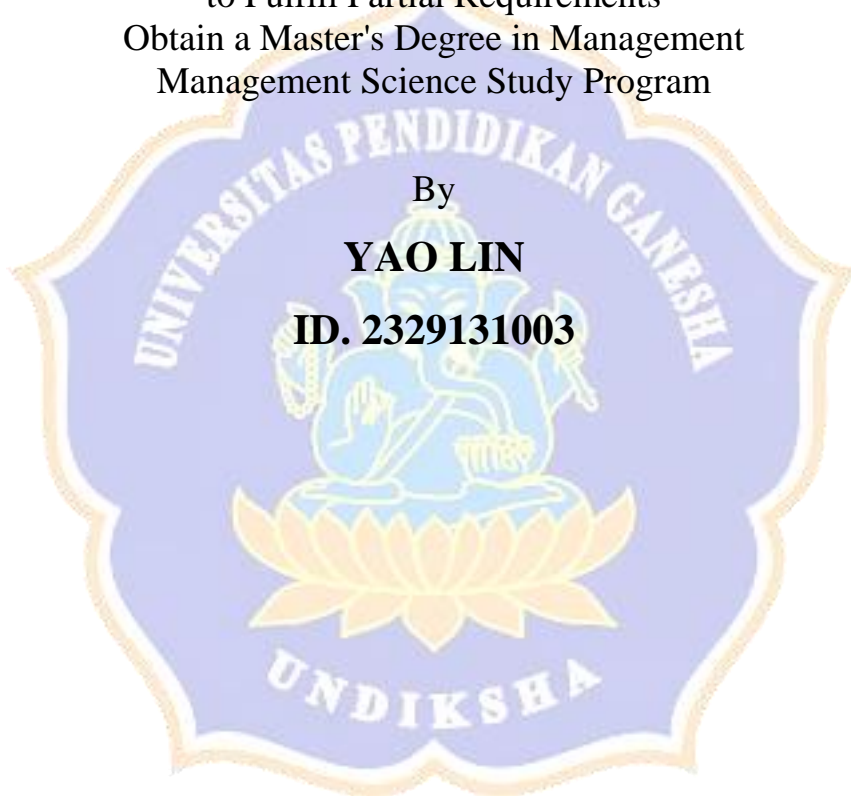 to Fulfill Partial Requirements
Obtain a Master's Degree in Management
Management Science Study Program
UNIVERSITAS PENDIDIKAN GANESHA
By
YAO LIN
ID. 2329131003
UNDIKSHA